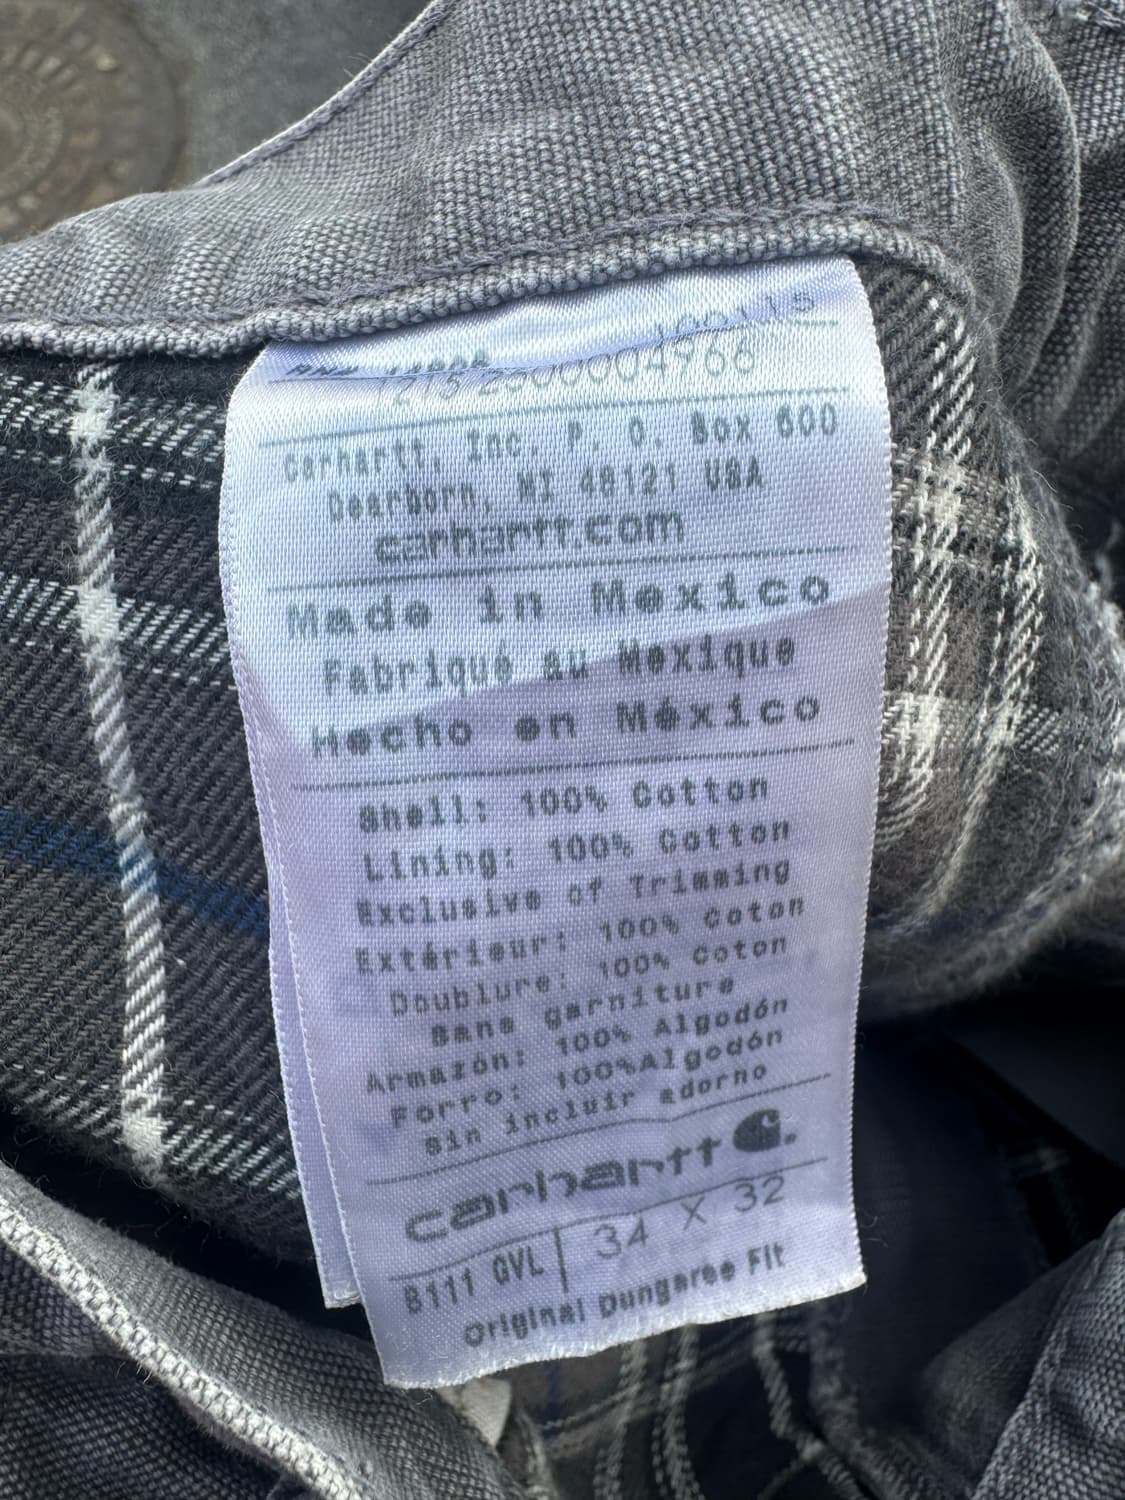 Carhartt, Inc. P. O. Box 600
Dearborn, MI 48121 USA
carhartt.com
Made in Mexico
Fabriqué au Mexique
Hecho en México
Shell: 100% Cotton
Lining: 100% Cotton
Exclusive of Trimming
Extérieur: 100% Coton
Doublure: 100% Coton
Sans garniture
Armazón: 100% Algodón
Forro: 100%Algodón
Sin incluir adorno
carhartt
8111 GVL 34 X 32
Original Dungaree Fit